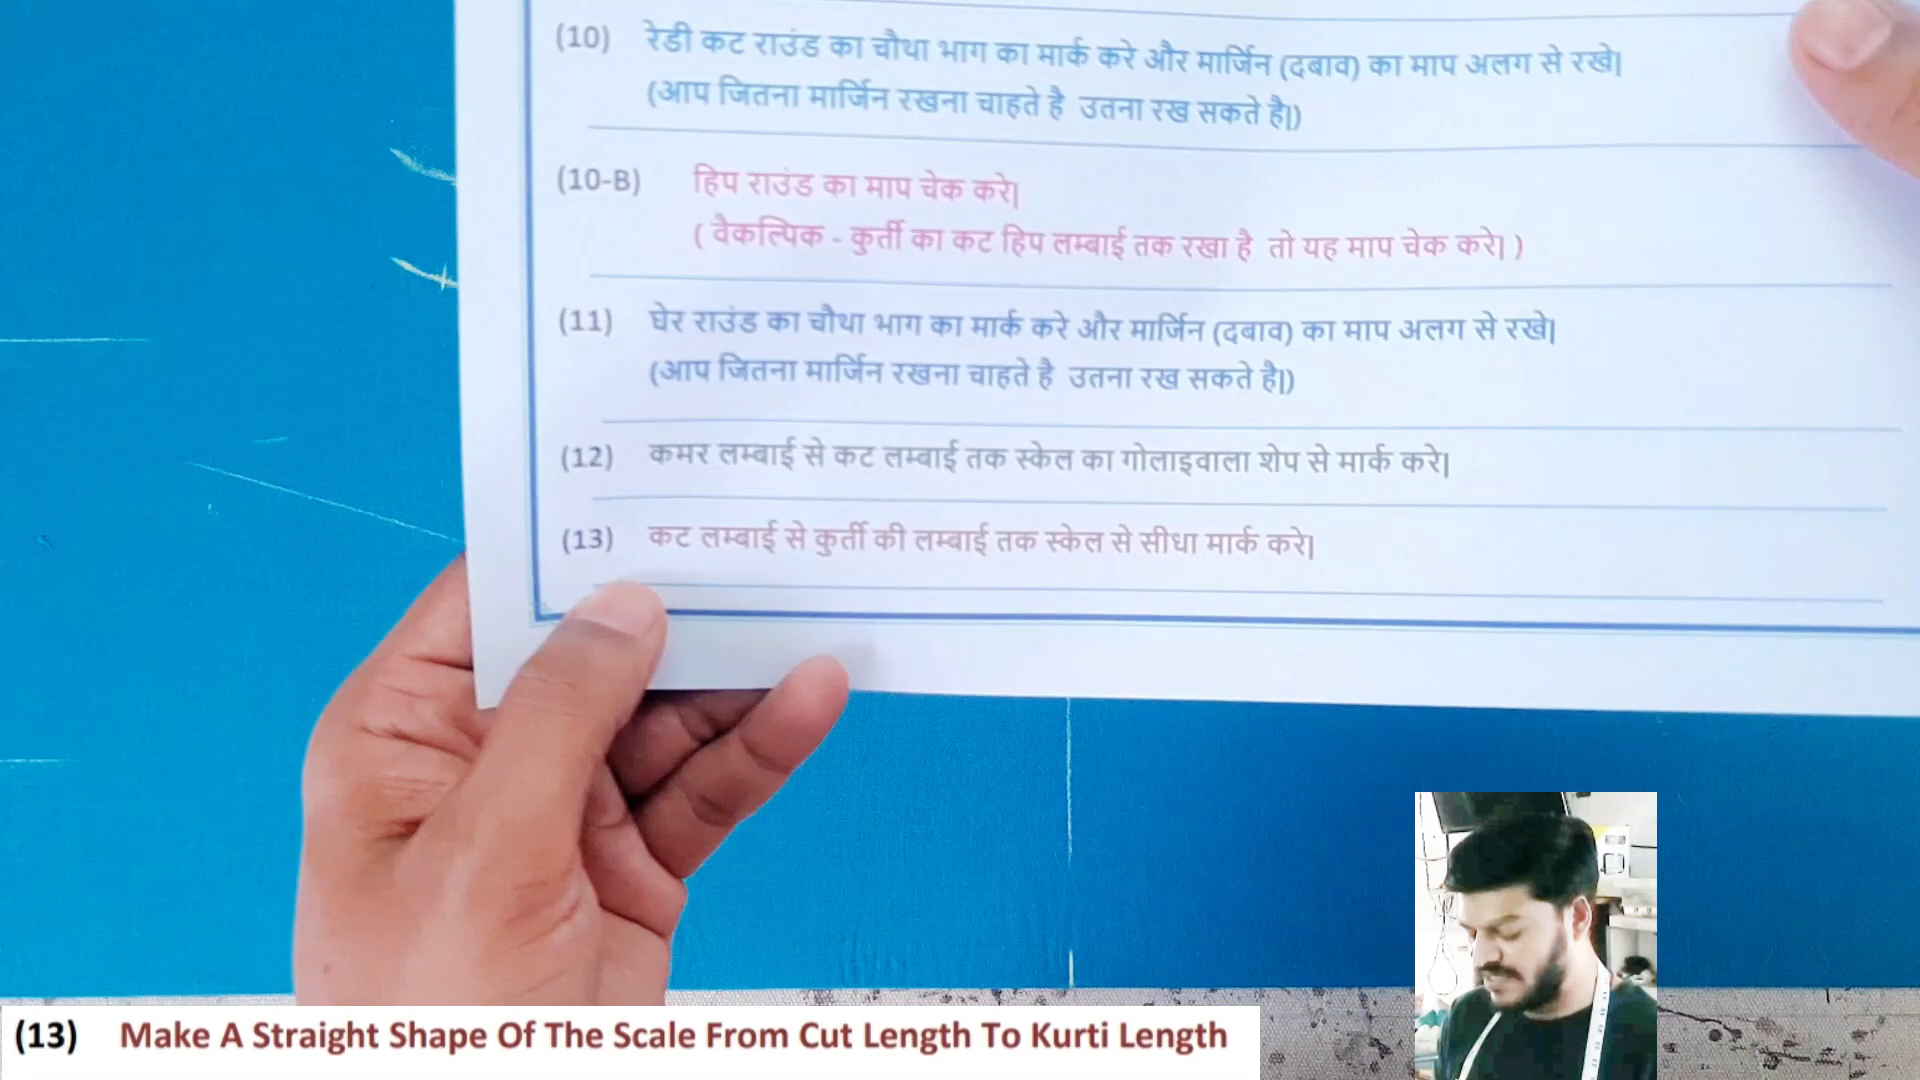 (10) रेडी कट राउंड का चौथा भाग का मार्क करे और मार्जिन (दबाव) का माप अलग से रखे|
(आप जितना मार्जिन रखना चाहते है उतना रख सकते है|)
(10-B) हिप राउंड का माप चेक करे|
( वैकल्पिक - कुर्ती का कट हिप लम्बाई तक रखा है तो यह माप चेक करे| )
(11) घेर राउंड का चौथा भाग का मार्क करे और मार्जिन (दबाव) का माप अलग से रखे|
(आप जितना मार्जिन रखना चाहते है उतना रख सकते है|)
(12) कमर लम्बाई से कट लम्बाई तक स्केल का गोलाइवाला शेप से मार्क करे|
(13) कट लम्बाई से कुर्ती की लम्बाई तक स्केल से सीधा मार्क करे|
(13) Make A Straight Shape Of The Scale From Cut Length To Kurti Length